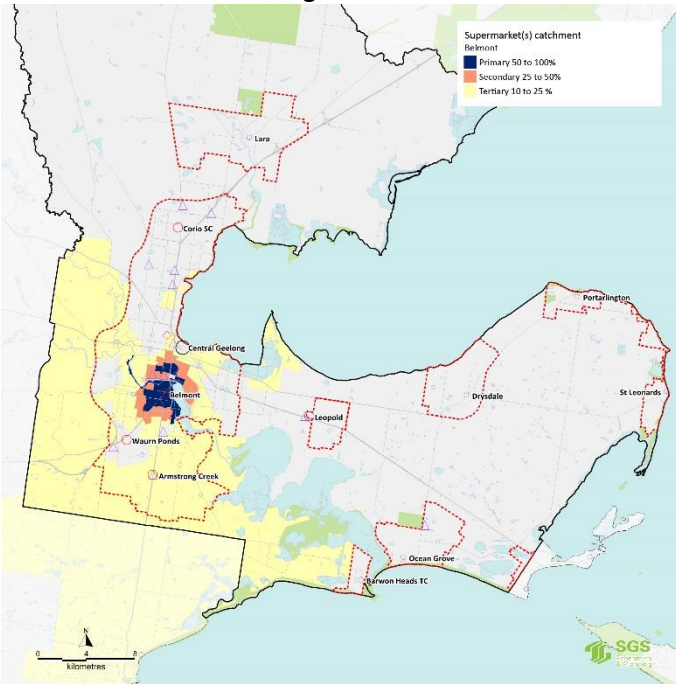 Supermarket(s) catchment
Belmont
Primary 50 to 100%
Secondary 25 to 50%
Tertiary 10 to 25 %
Lara
Corio SC
Portarlington
Central Geelong
Belmont
Drysdale
St Leonards
Leopold
Waurn Ponds
Armstrong Creek
Ocean Grove
Barwon Heads TC
N
0 4 8
kilometres
SGS
Economics
& Planning